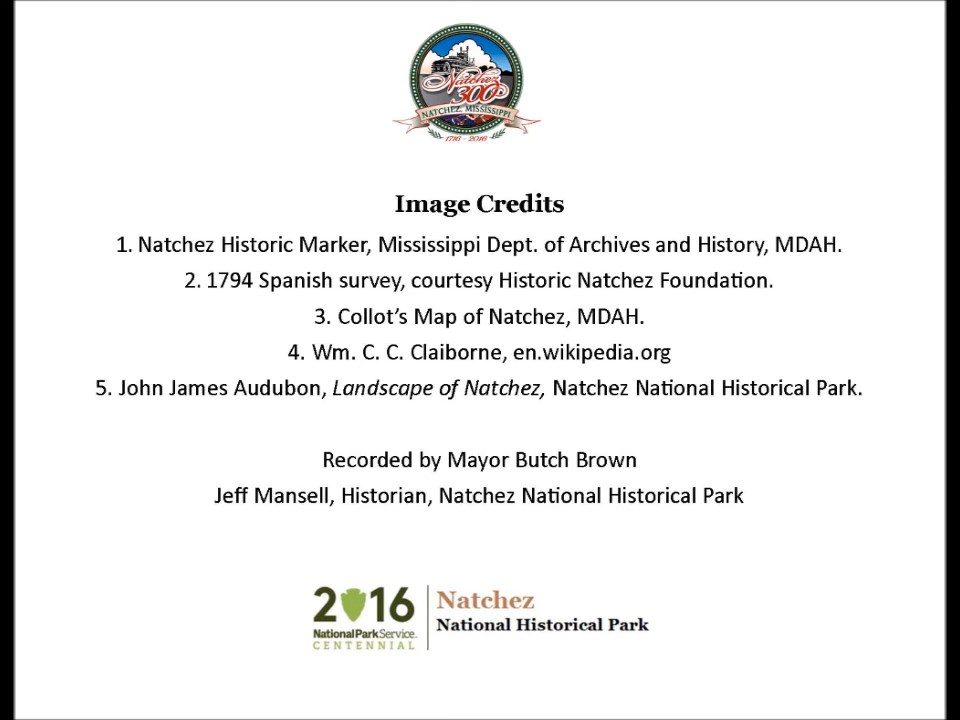 Natchez
300
NATCHEZ, MISSISSIPPI
1716 - 2016
Image Credits
1. Natchez Historic Marker, Mississippi Dept. of Archives and History, MDAH.
2. 1794 Spanish survey, courtesy Historic Natchez Foundation.
3. Collot’s Map of Natchez, MDAH.
4. Wm. C. C. Claiborne, en.wikipedia.org
5. John James Audubon, Landscape of Natchez, Natchez National Historical Park.
Recorded by Mayor Butch Brown
Jeff Mansell, Historian, Natchez National Historical Park
2016
National Park Service.
CENTENNIAL
Natchez
National Historical Park